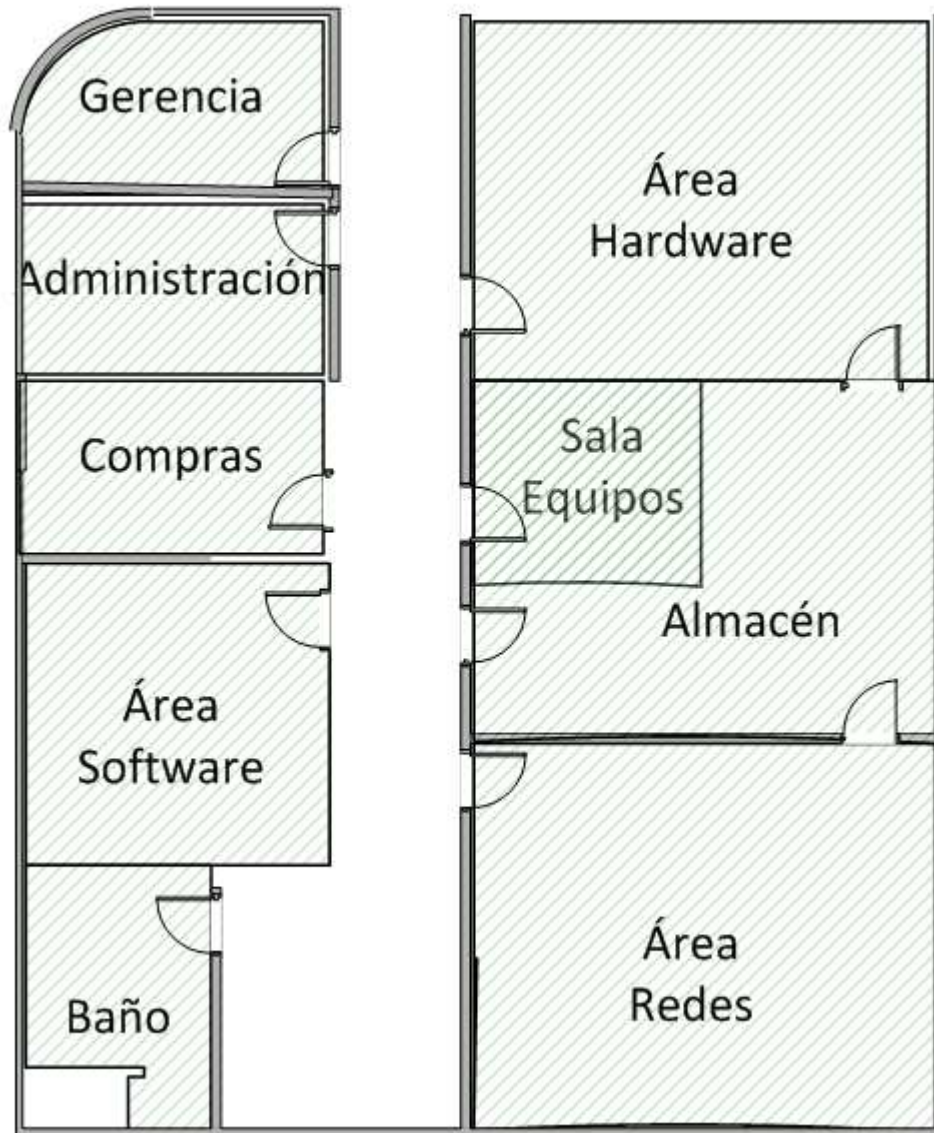 Gerencia
Administración
Compras
Área
Software
Baño
Área
Hardware
Sala
Equipos
Almacén
Área
Redes